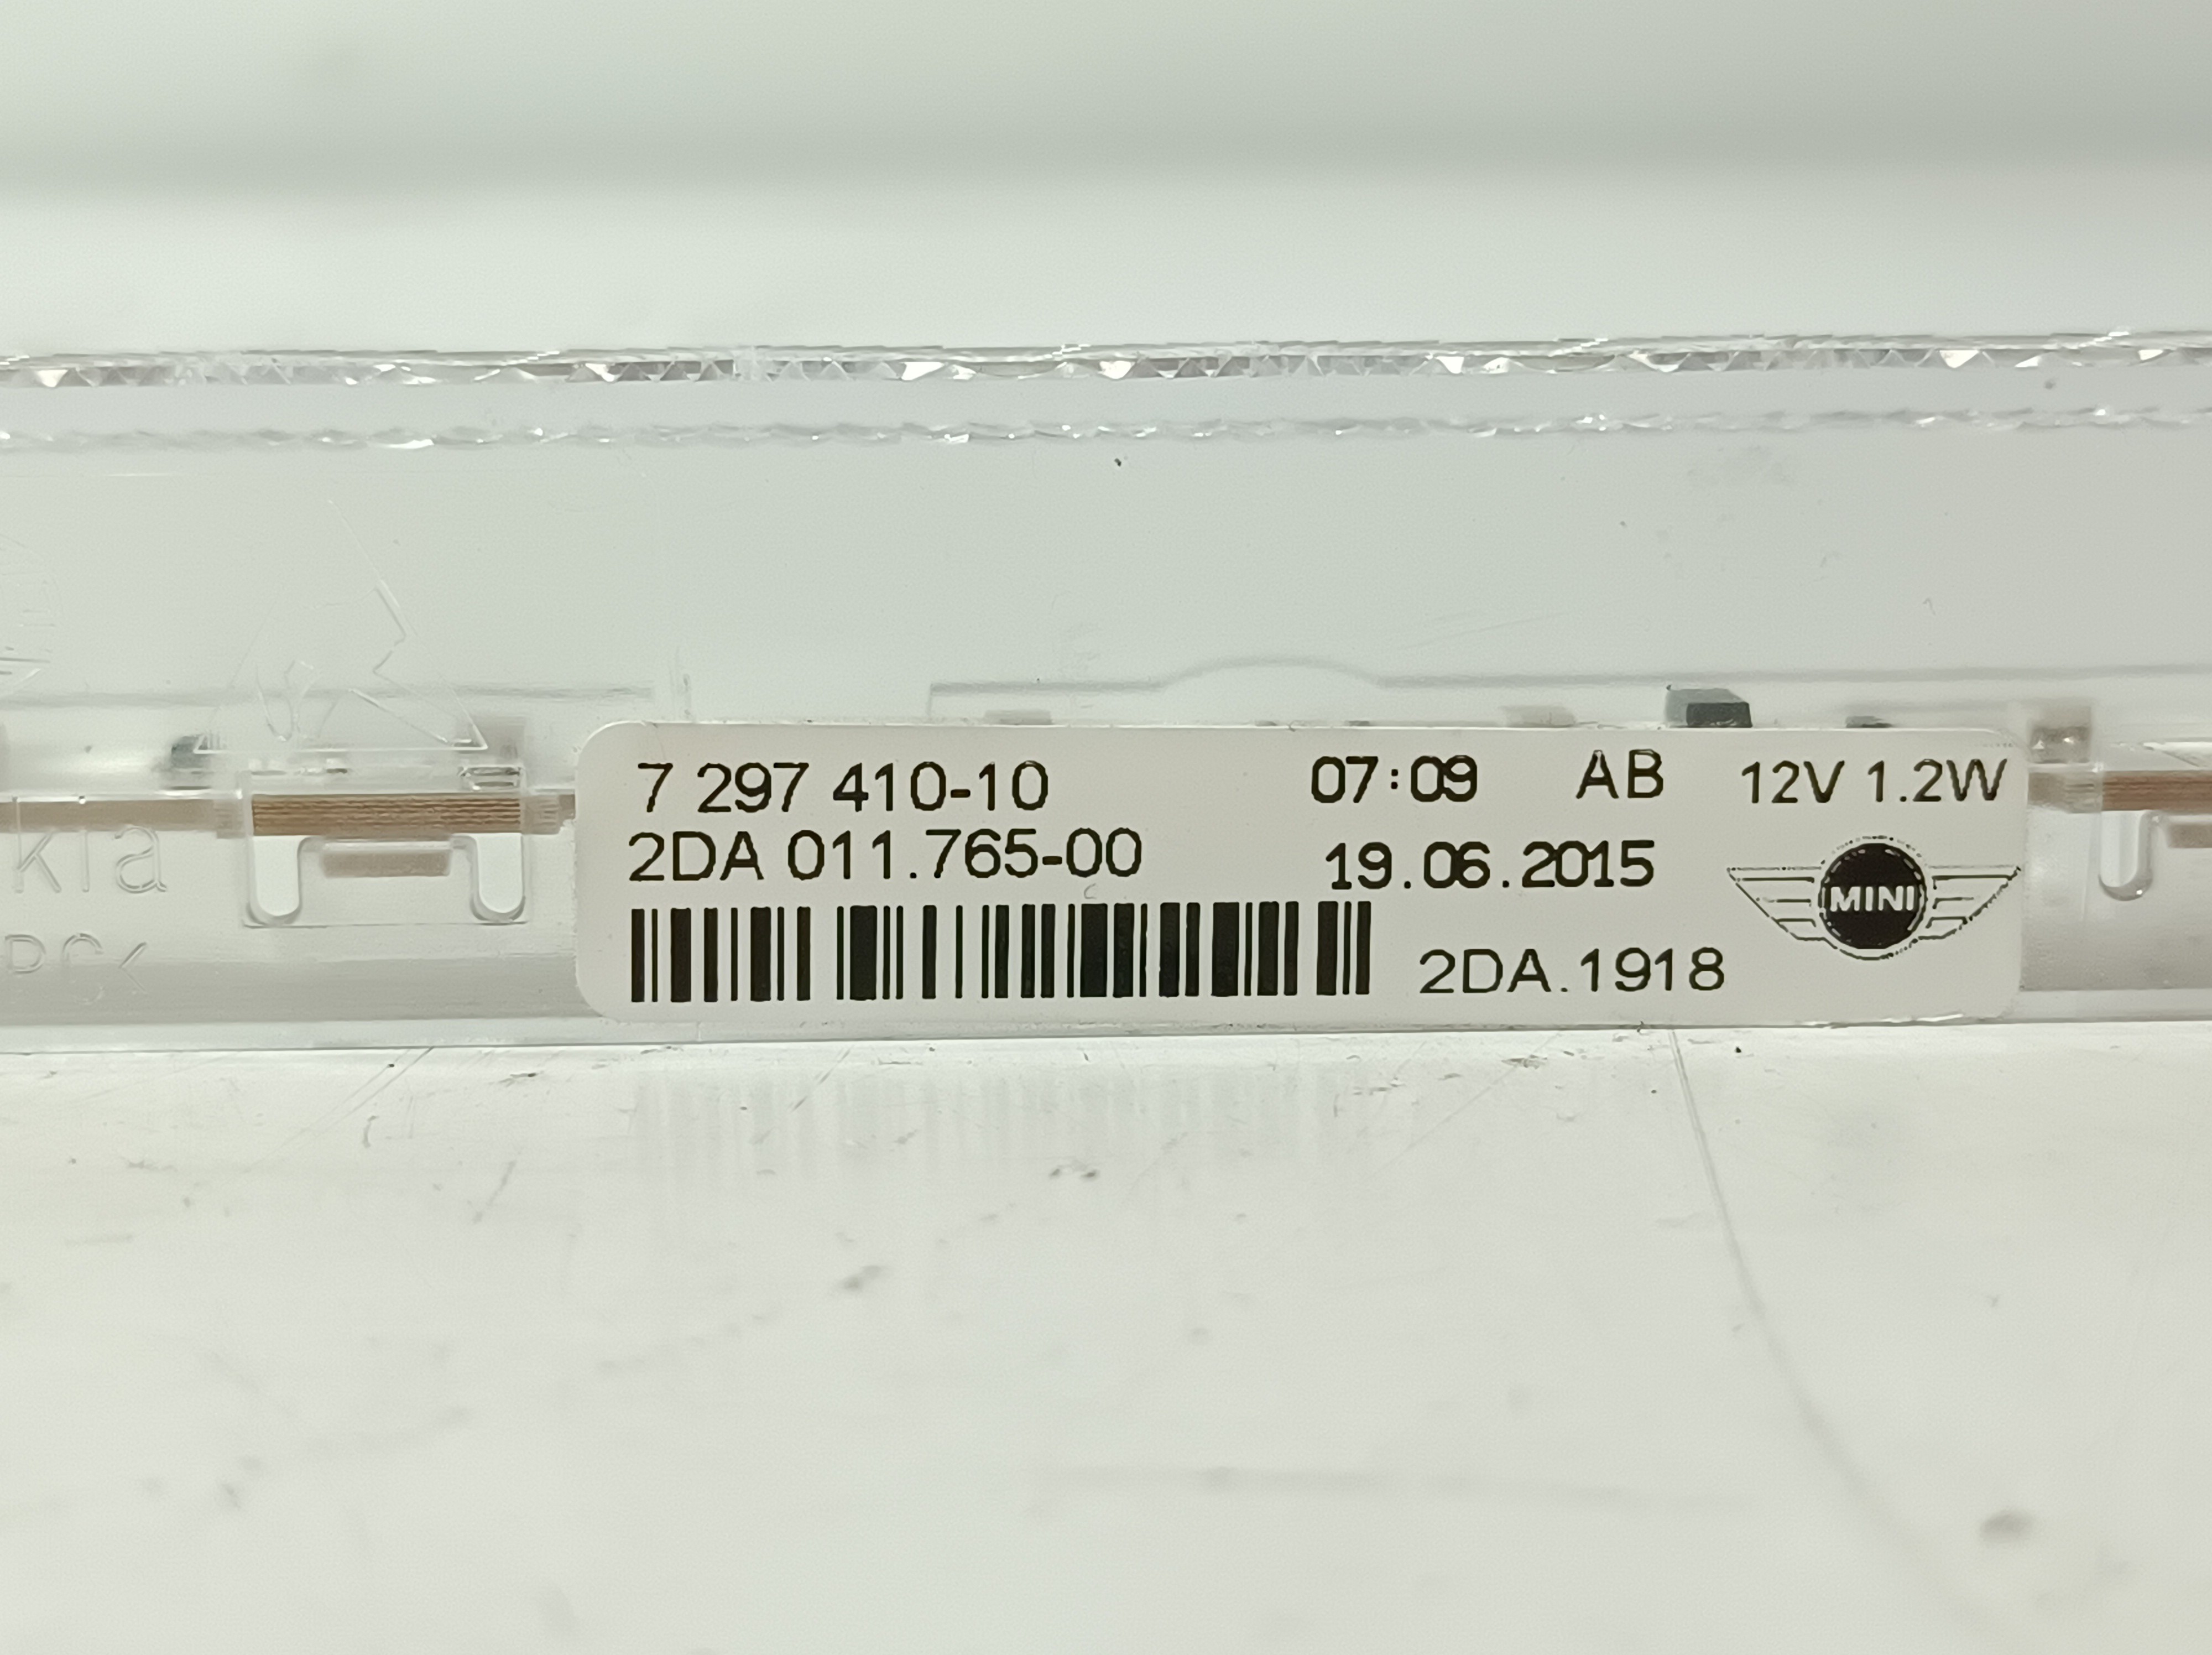 7 297 410-10 07:09 AB 12V 1.2W
2DA 011.765-00 19.06.2015
MINI
2DA.1918